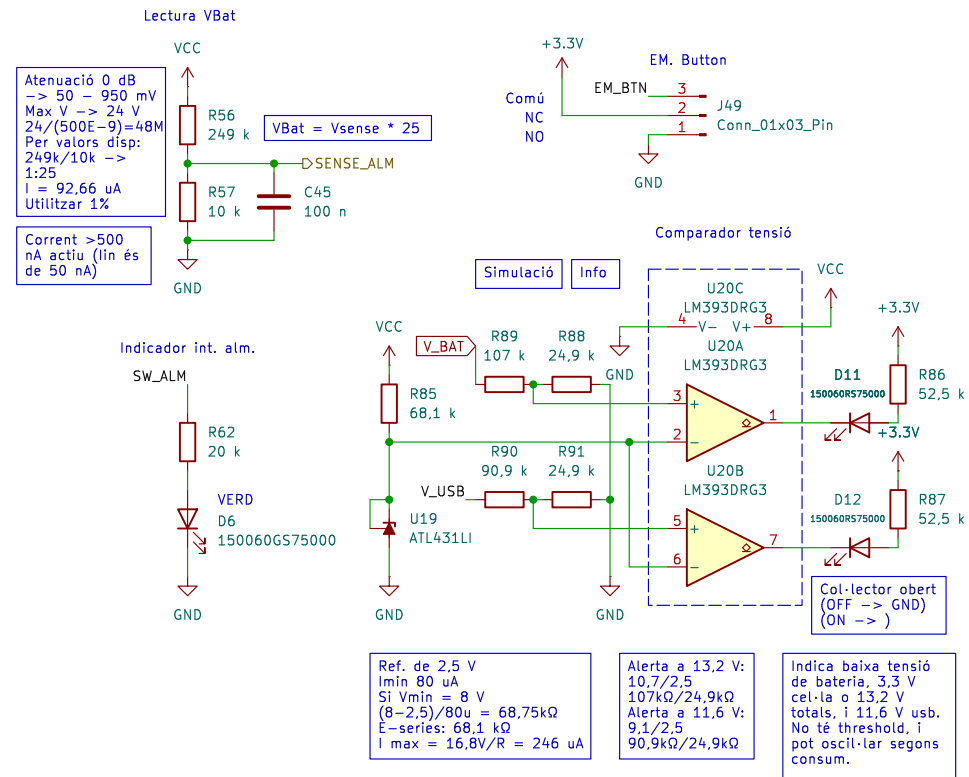 Lectura VBat
VCC
Atenuació 0 dB
-> 50 - 950 mV
Max V -> 24 V
24/(500E-9)=48M
Per valors disp:
249k/10k ->
1:25
I = 92,66 uA
Utilitzar 1%
R56
249 k
VBat = Vsense * 25
SENSE_ALM
R57
10 k
C45
100 n
Corrent >500
nA actiu (Iin és
de 50 nA)
GND
+3.3V
EM. Button
EM_BTN
3
Comú
2
J49
NC
Conn_01x03_Pin
1
NO
GND
Comparador tensió
Simulació
Info
U20C
LM393DRG3
VCC
4
V-
V+
8
GND
U20A
LM393DRG3
+3.3V
Indicador int. alm.
SW_ALM
R62
20 k
VERD
D6
150060GS75000
GND
VCC
V_BAT
R89
107 k
R88
24,9 k
R85
68,1 k
3
+
2
-
1
D11
150060RS75000
R86
52,5 k
+3.3V
R90
90,9 k
R91
24,9 k
V_USB
U20B
LM393DRG3
U19
ATL431LI
5
+
6
-
7
D12
150060RS75000
R87
52,5 k
GND
GND
Col·lector obert
(OFF -> GND)
(ON -> )
Ref. de 2,5 V
Imin 80 uA
Si Vmin = 8 V
(8-2,5)/80u = 68,75kΩ
E-series: 68,1 kΩ
I max = 16,8V/R = 246 uA
Alerta a 13,2 V:
10,7/2,5
107kΩ/24,9kΩ
Alerta a 11,6 V:
9,1/2,5
90,9kΩ/24,9kΩ
Indica baixa tensió
de bateria, 3,3 V
cel·la o 13,2 V
totals, i 11,6 V usb.
No té threshold, i
pot oscil·lar segons
consum.